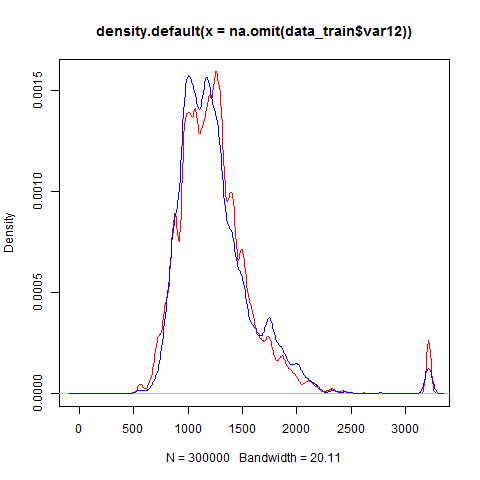 density.default(x = na.omit(data_train$var12))
Density
0.0015
0.0010
0.0005
0.0000
0 500 1000 1500 2000 2500 3000
N = 300000 Bandwidth = 20.11